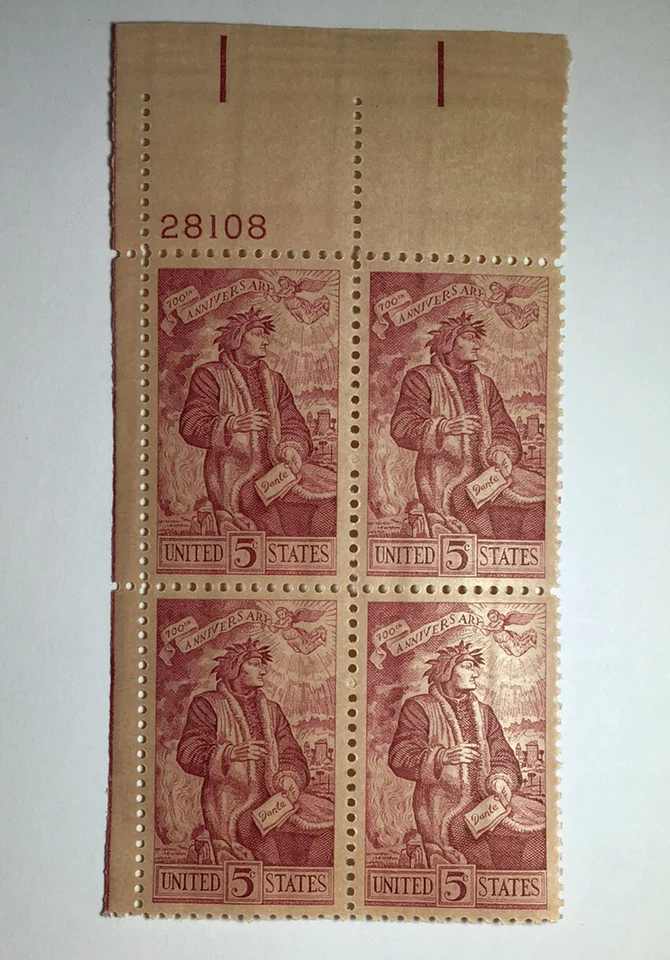 28108
700th
ANNIVERSARY
Dante
UNITED 5c STATES
700th
ANNIVERSARY
Dante
UNITED 5c STATES
700th
ANNIVERSARY
Dante
UNITED 5c STATES
700th
ANNIVERSARY
Dante
UNITED 5c STATES